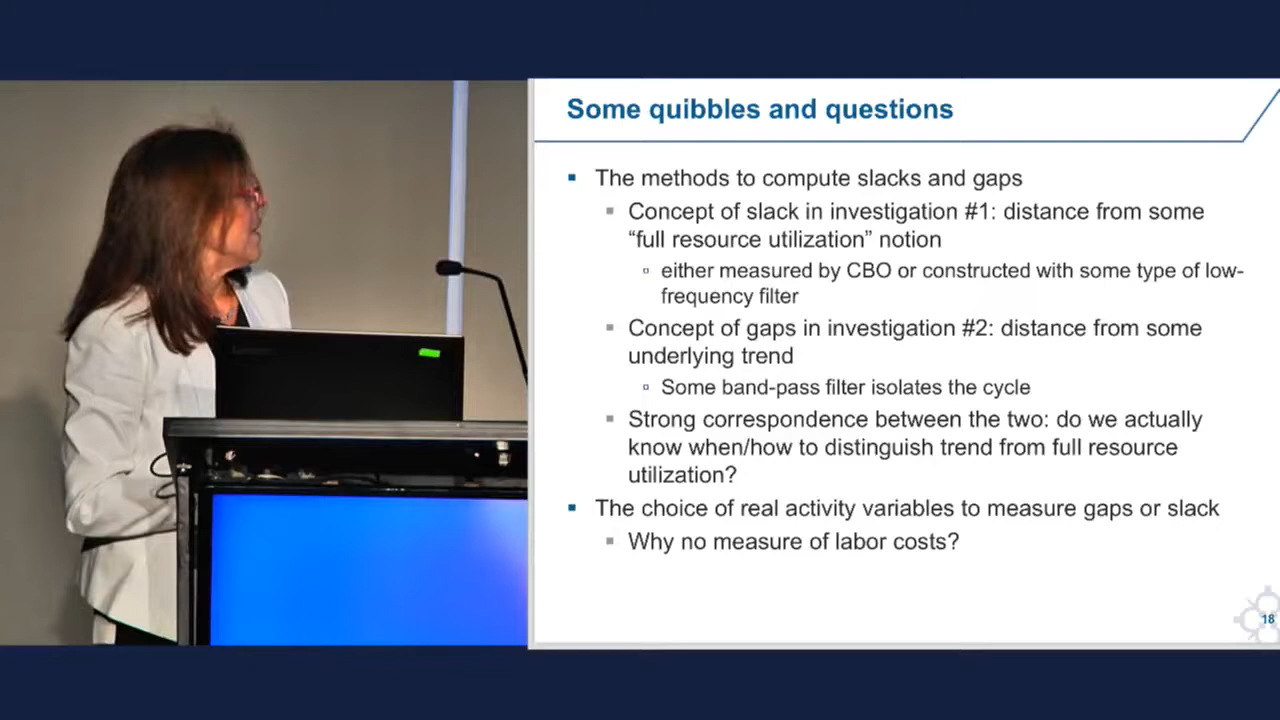 Some quibbles and questions
▪ The methods to compute slacks and gaps
▪ Concept of slack in investigation #1: distance from some
“full resource utilization” notion
▫ either measured by CBO or constructed with some type of low-
frequency filter
▪ Concept of gaps in investigation #2: distance from some
underlying trend
▫ Some band-pass filter isolates the cycle
▪ Strong correspondence between the two: do we actually
know when/how to distinguish trend from full resource
utilization?
▪ The choice of real activity variables to measure gaps or slack
▪ Why no measure of labor costs?
18